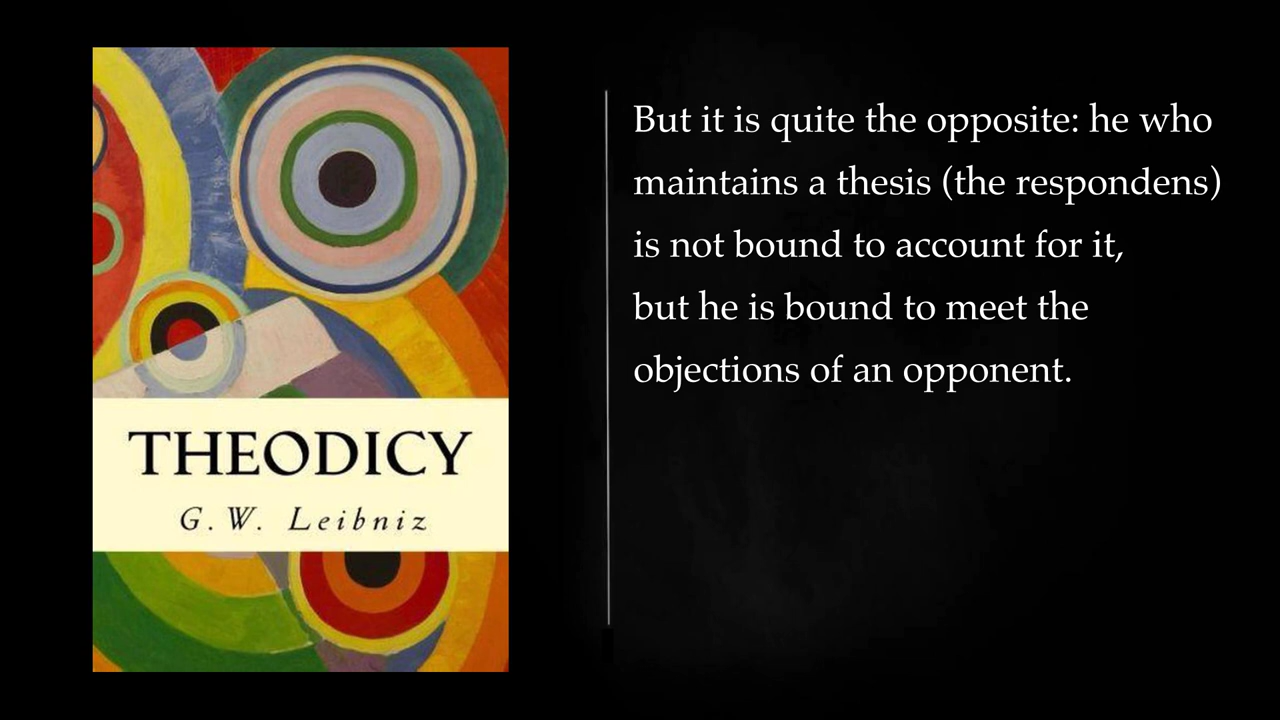 THEODICY
G. W. Leibniz
But it is quite the opposite: he who
maintains a thesis (the respondens)
is not bound to account for it,
but he is bound to meet the
objections of an opponent.